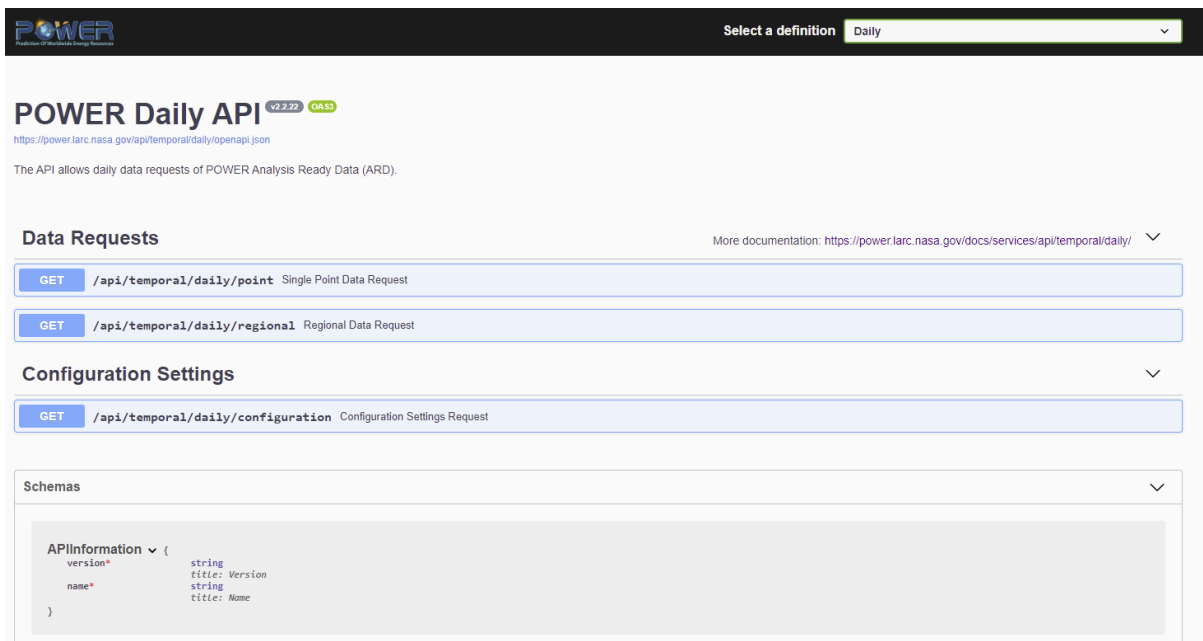 POWER
Prediction Of Worldwide Energy Resources
Select a definition
Daily
POWER Daily API v2.2.22 OAS3
https://power.larc.nasa.gov/api/temporal/daily/openapi.json
The API allows daily data requests of POWER Analysis Ready Data (ARD).
Data Requests
More documentation: https://power.larc.nasa.gov/docs/services/api/temporal/daily/
GET /api/temporal/daily/point Single Point Data Request
GET /api/temporal/daily/regional Regional Data Request
Configuration Settings
GET /api/temporal/daily/configuration Configuration Settings Request
Schemas
APIInformation {
version* string
title: Version
name* string
title: Name
}